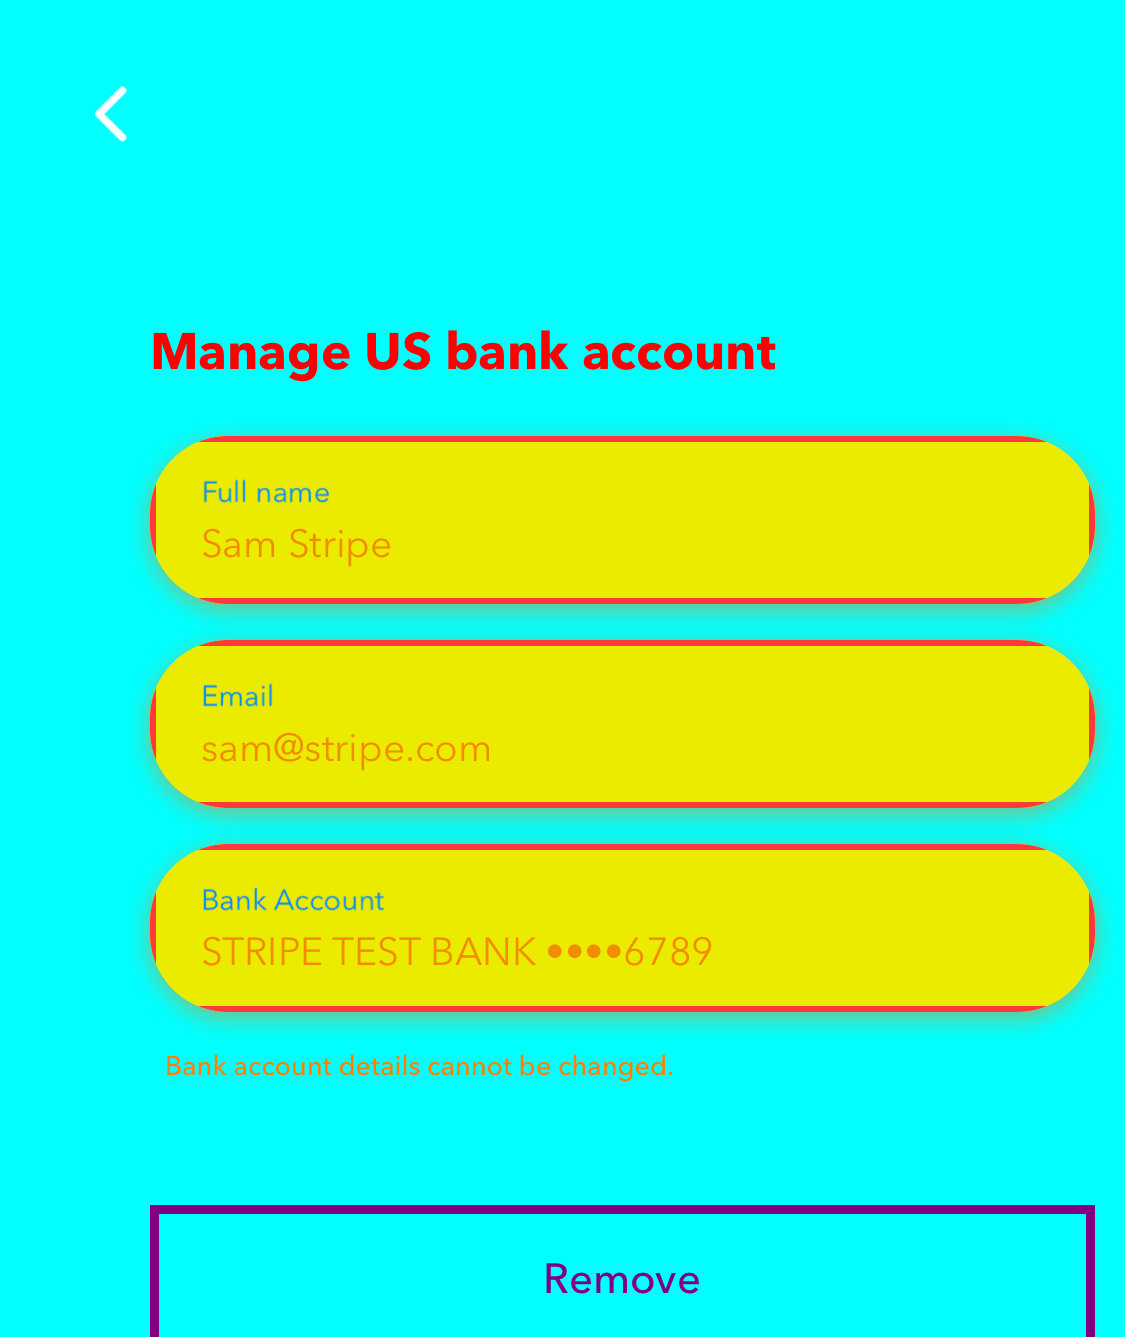 Manage US bank account
Full name
Sam Stripe
Email
sam@stripe.com
Bank Account
STRIPE TEST BANK ••••6789
Bank account details cannot be changed.
Remove